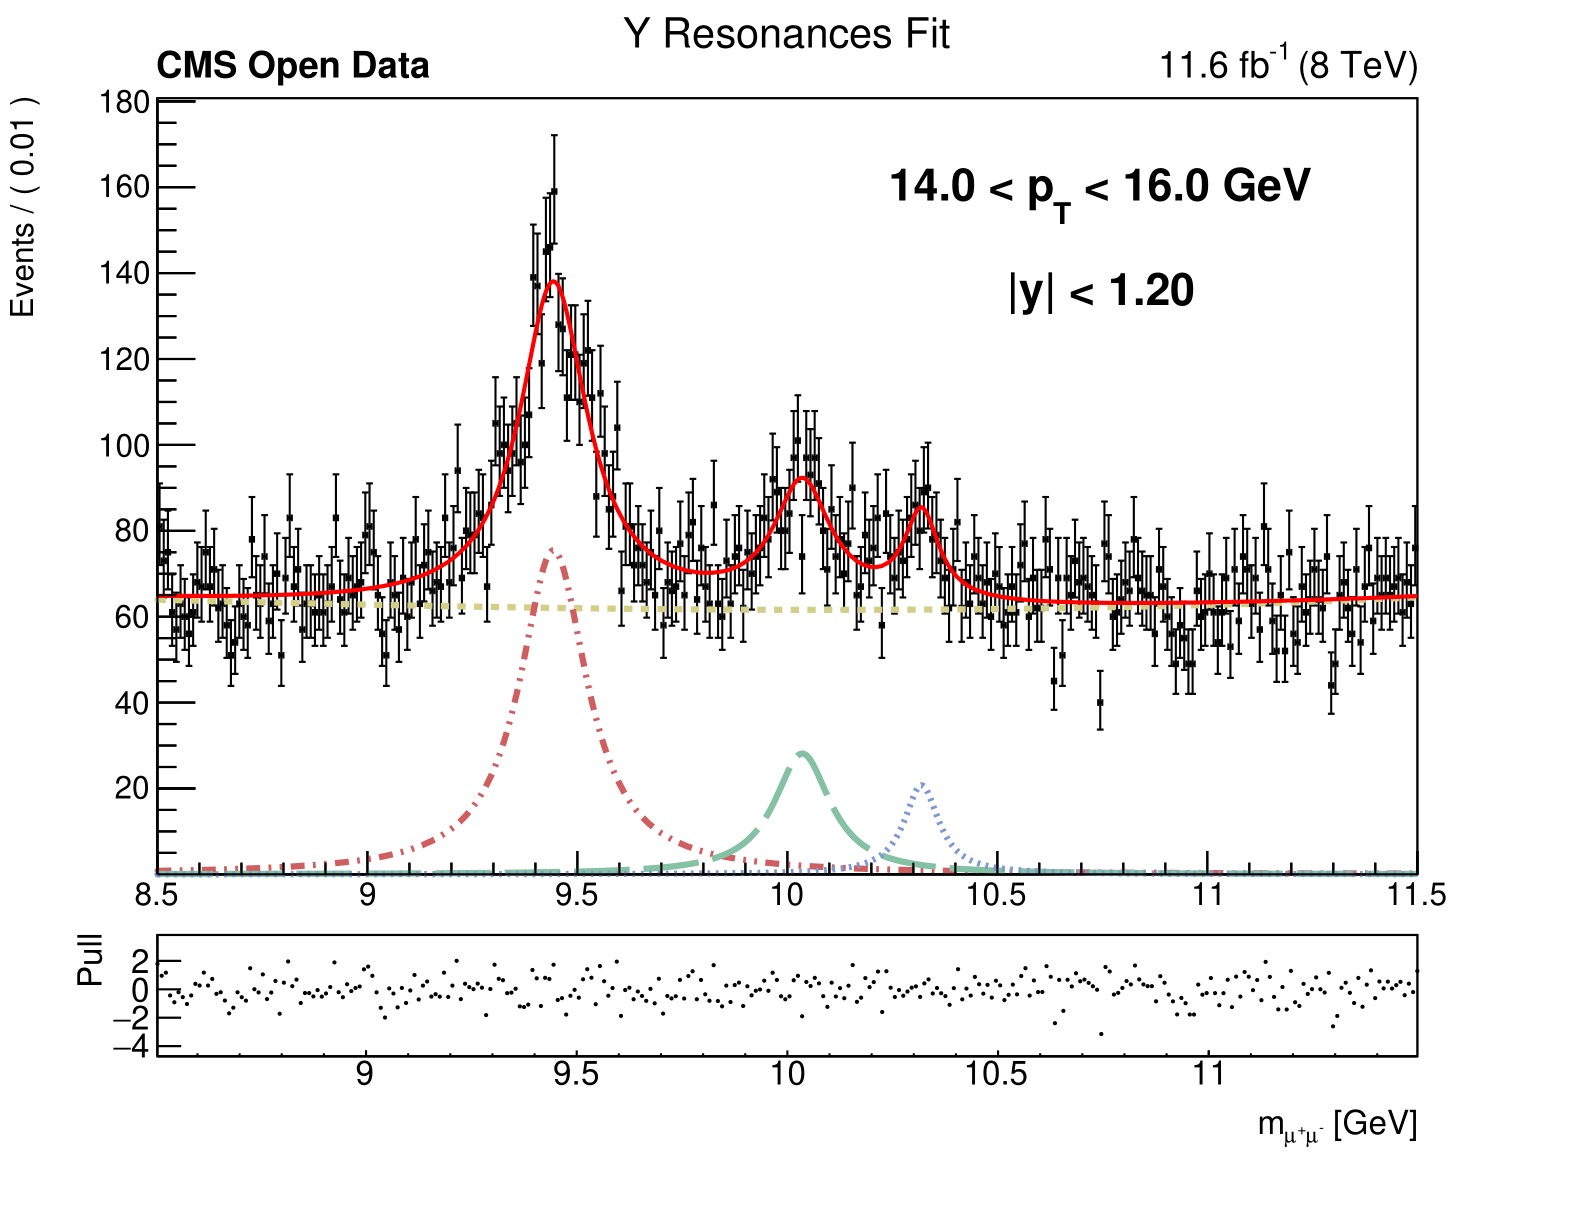 Y Resonances Fit
CMS Open Data
11.6 fb⁻¹ (8 TeV)
Events / ( 0.01 )
180
160
140
120
100
80
60
40
20
14.0 < p_T < 16.0 GeV
|y| < 1.20
8.5 9 9.5 10 10.5 11 11.5
Pull
2
0
−2
−4
9 9.5 10 10.5 11
m_μ⁺μ⁻ [GeV]